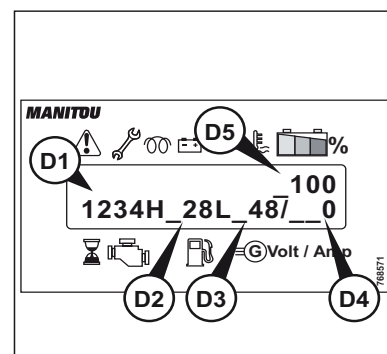 MANITOU
D1
D5
%
_100
1234H_28L_48/__0
G Volt / Amp
D2
D3
D4
768571